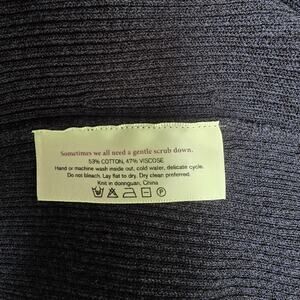 Sometimes we all need a gentle scrub down.
53% COTTON, 47% VISCOSE
Hand or machine wash inside out, cold water, delicate cycle.
Do not bleach. Lay flat to dry. Dry clean preferred.
Knit in donnguan, China